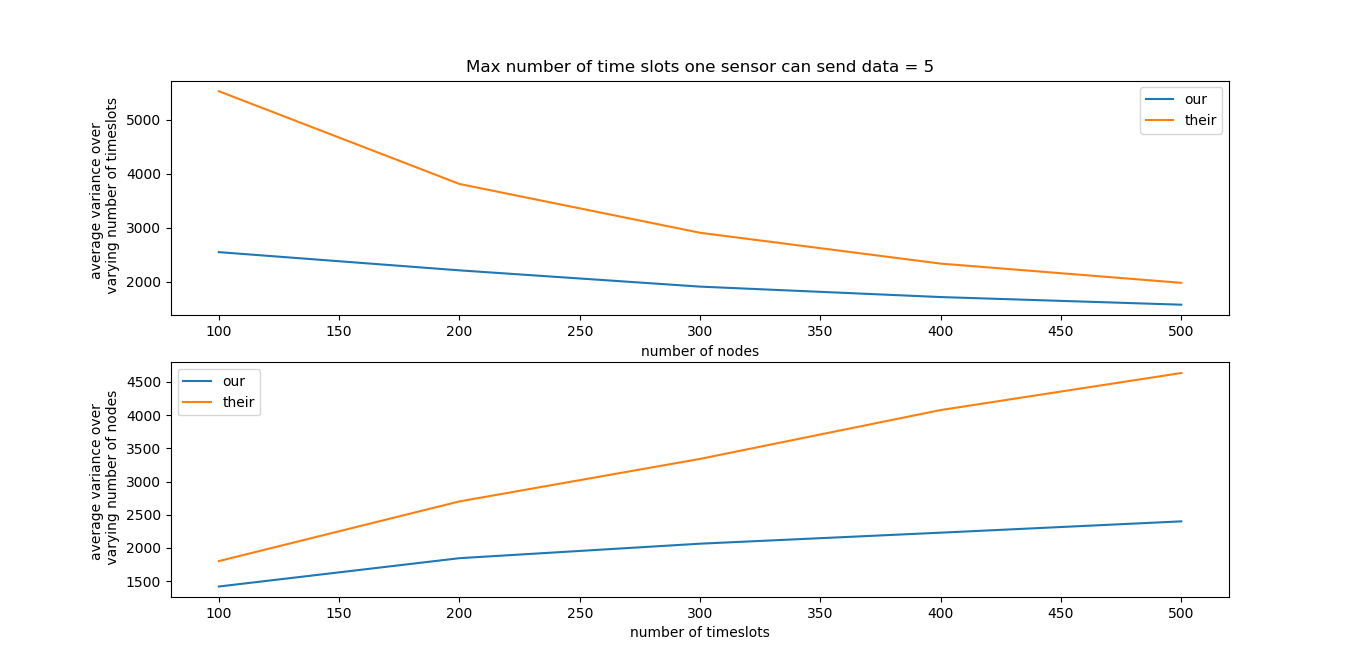 Max number of time slots one sensor can send data = 5
average variance over
varying number of timeslots
5000
4000
3000
2000
our
their
100 150 200 250 300 350 400 450 500
number of nodes
average variance over
varying number of nodes
4500
4000
3500
3000
2500
2000
1500
our
their
100 150 200 250 300 350 400 450 500
number of timeslots